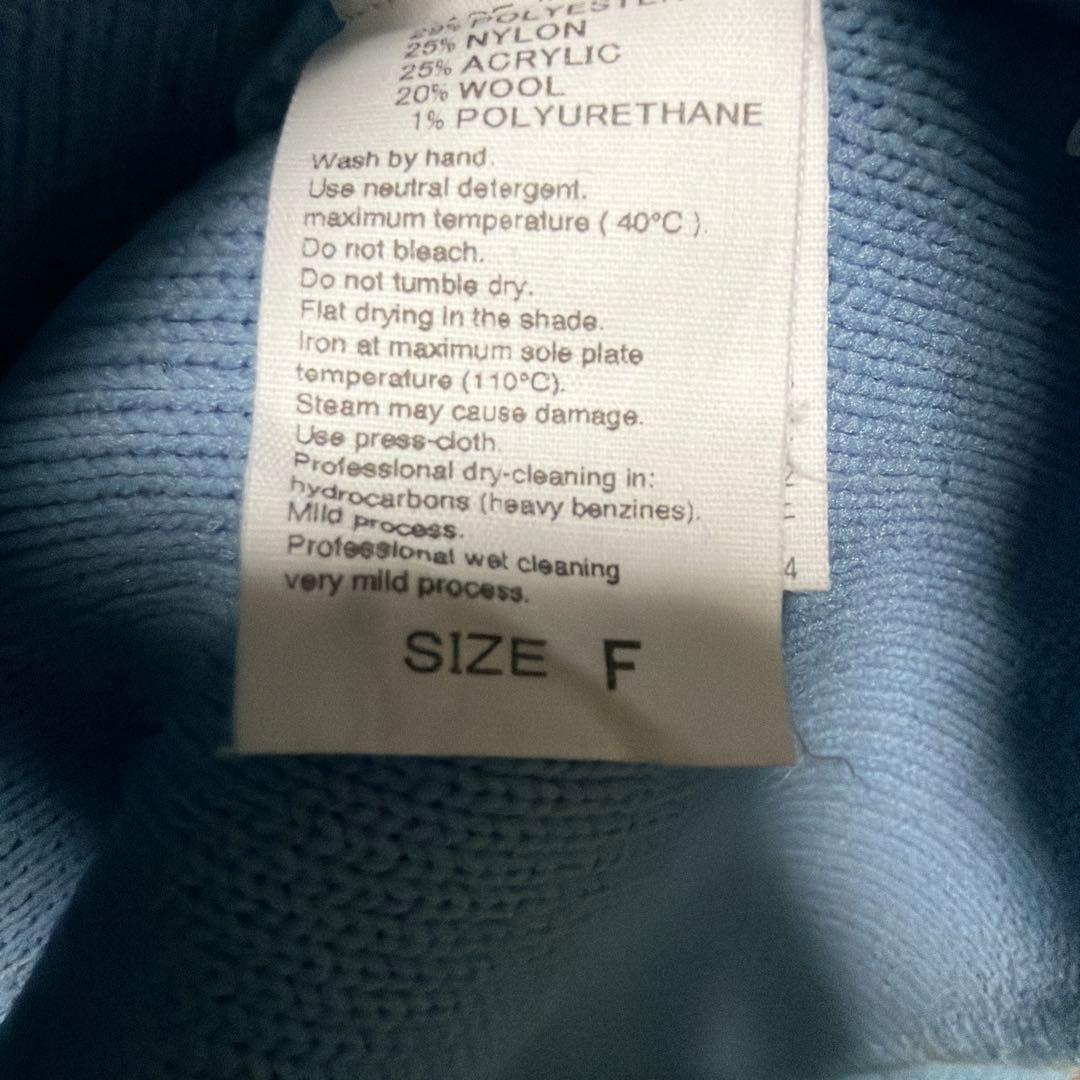 29% POLYESTER
25% NYLON
25% ACRYLIC
20% WOOL
1% POLYURETHANE
Wash by hand.
Use neutral detergent.
maximum temperature ( 40°C ).
Do not bleach.
Do not tumble dry.
Flat drying in the shade.
Iron at maximum sole plate
temperature (110°C).
Steam may cause damage.
Use press-cloth.
Professional dry-cleaning in:
hydrocarbons (heavy benzines).
Mild process.
Professional wet cleaning
very mild process.
SIZE F
4